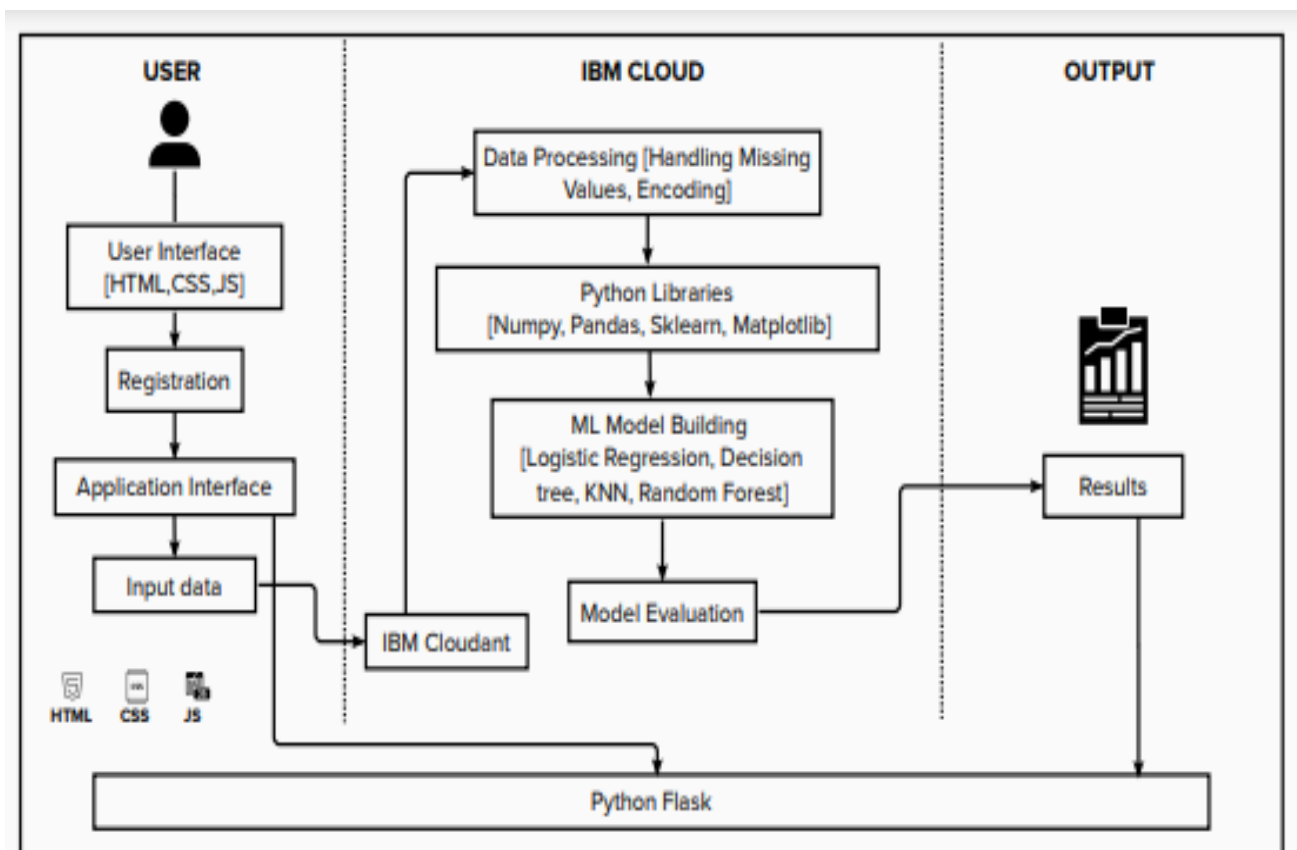 USER
User Interface
[HTML,CSS,JS]
Registration
Application Interface
Input data
HTML
CSS
JS
IBM CLOUD
Data Processing [Handling Missing
Values, Encoding]
Python Libraries
[Numpy, Pandas, Sklearn, Matplotlib]
ML Model Building
[Logistic Regression, Decision
tree, KNN, Random Forest]
Model Evaluation
IBM Cloudant
OUTPUT
Results
Python Flask